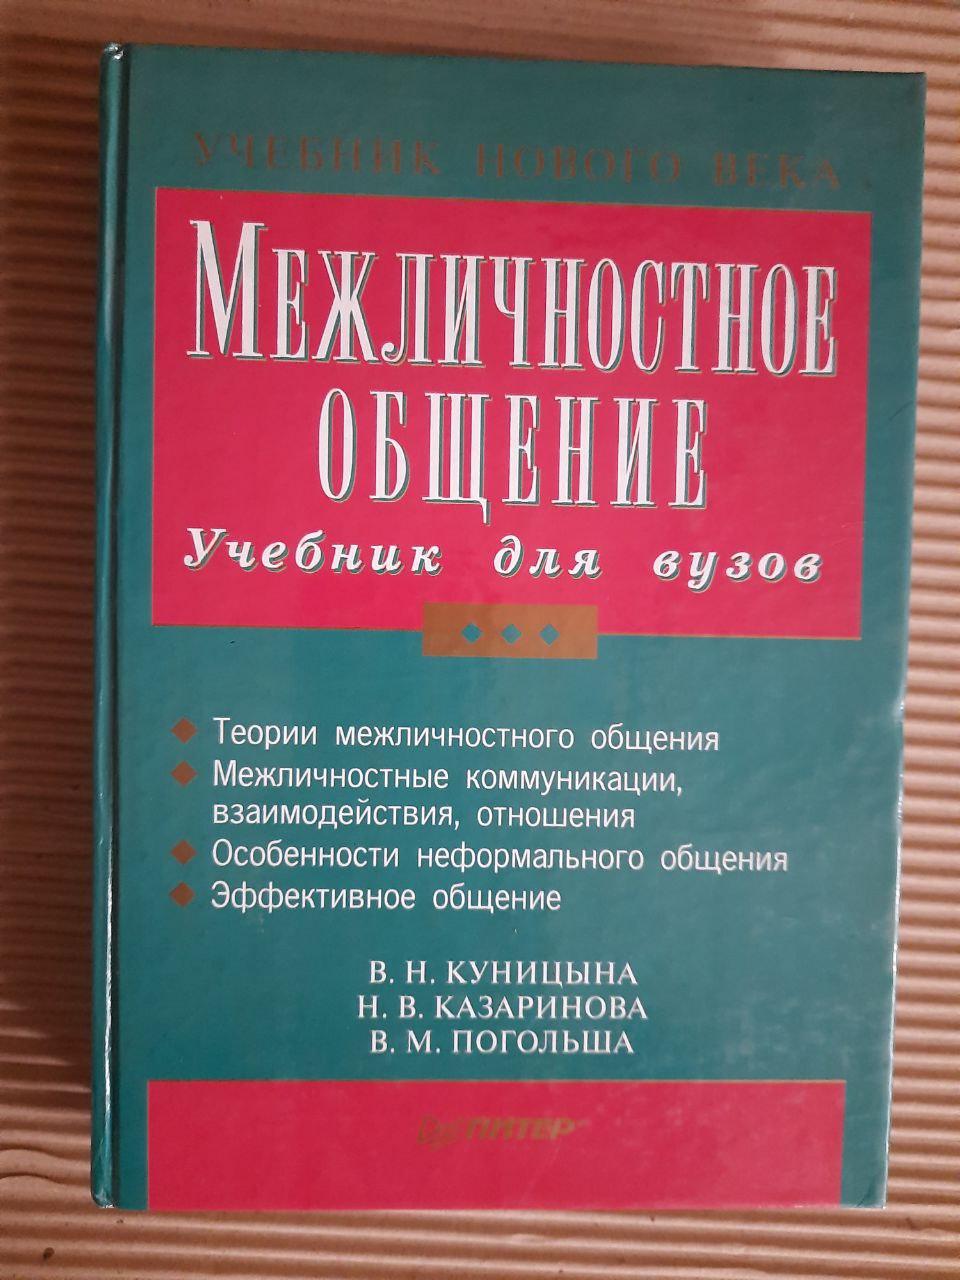 УЧЕБНИК НОВОГО ВЕКА
МЕЖЛИЧНОСТНОЕ
ОБЩЕНИЕ
Учебник для вузов
Теории межличностного общения
Межличностные коммуникации,
взаимодействия, отношения
Особенности неформального общения
Эффективное общение
В. Н. КУНИЦЫНА
Н. В. КАЗАРИНОВА
В. М. ПОГОЛЬША
ПИТЕР